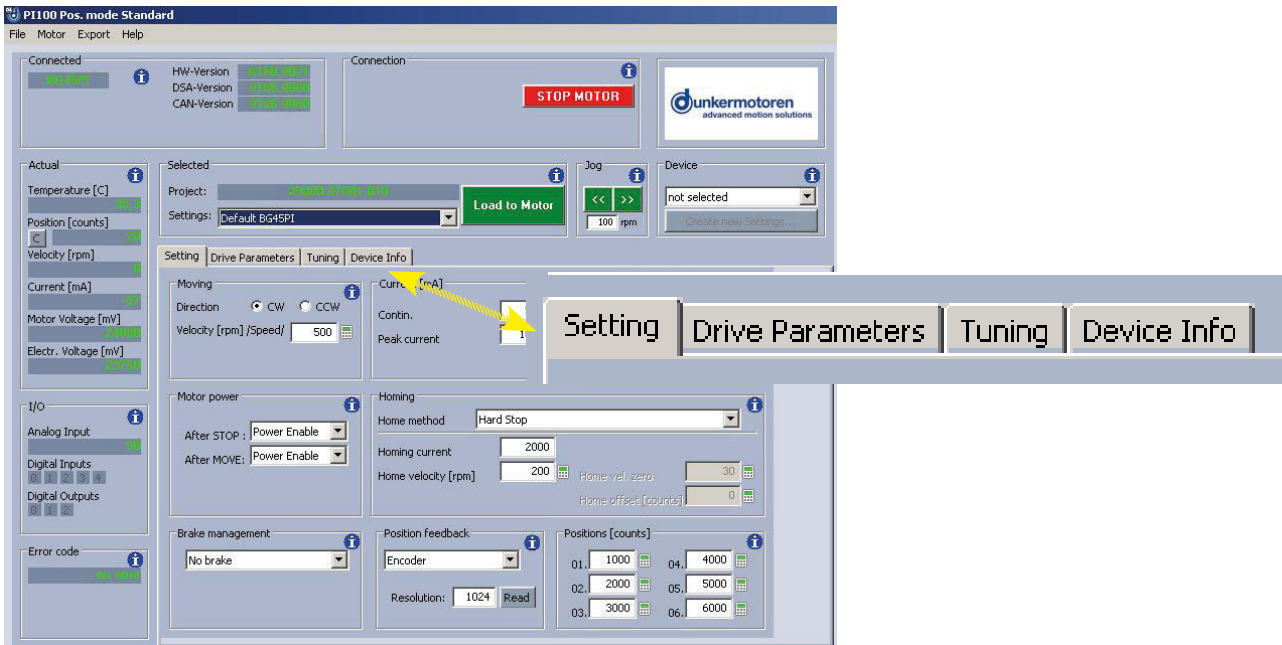 PI100 Pos. mode Standard
File Motor Export Help
Connected
HW-Version
DSA-Version
CAN-Version
Connection
STOP MOTOR
dunkermotoren
advanced motion solutions
Actual
Temperature [C]
Position [counts]
C
Velocity [rpm]
Current [mA]
Motor Voltage [mV]
Electr. Voltage [mV]
Selected
Project:
Settings: Default BG45PI
Load to Motor
Jog
<< >>
100 rpm
Device
not selected
Create new Settings....
Setting Drive Parameters Tuning Device Info
Moving
Direction CW CCW
Velocity [rpm] /Speed/ 500
Contin.
Peak current
Setting Drive Parameters Tuning Device Info
I/O
Analog Input
Digital Inputs
0 1 2 3 4
Digital Outputs
0 1 2
Motor power
After STOP : Power Enable
After MOVE: Power Enable
Homing
Home method Hard Stop
Homing current 2000
Home velocity [rpm] 200
Home vel. zero 30
Home offset [counts] 0
Error code
Brake management
No brake
Position feedback
Encoder
Resolution: 1024 Read
Positions [counts]
01. 1000 04. 4000
02. 2000 05. 5000
03. 3000 06. 6000